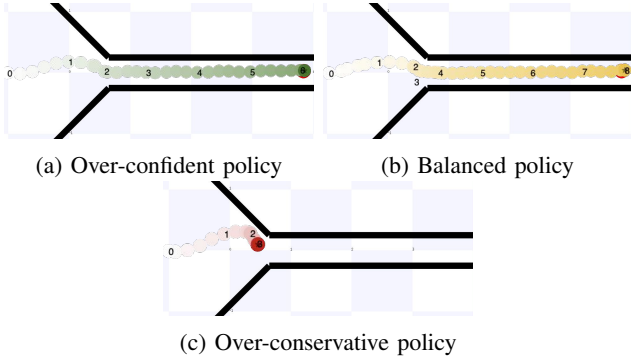 0 1 2 3 4 5 6
0 1 2 3 4 5 6 7 8
(a) Over-confident policy
(b) Balanced policy
0 1 2 6
(c) Over-conservative policy